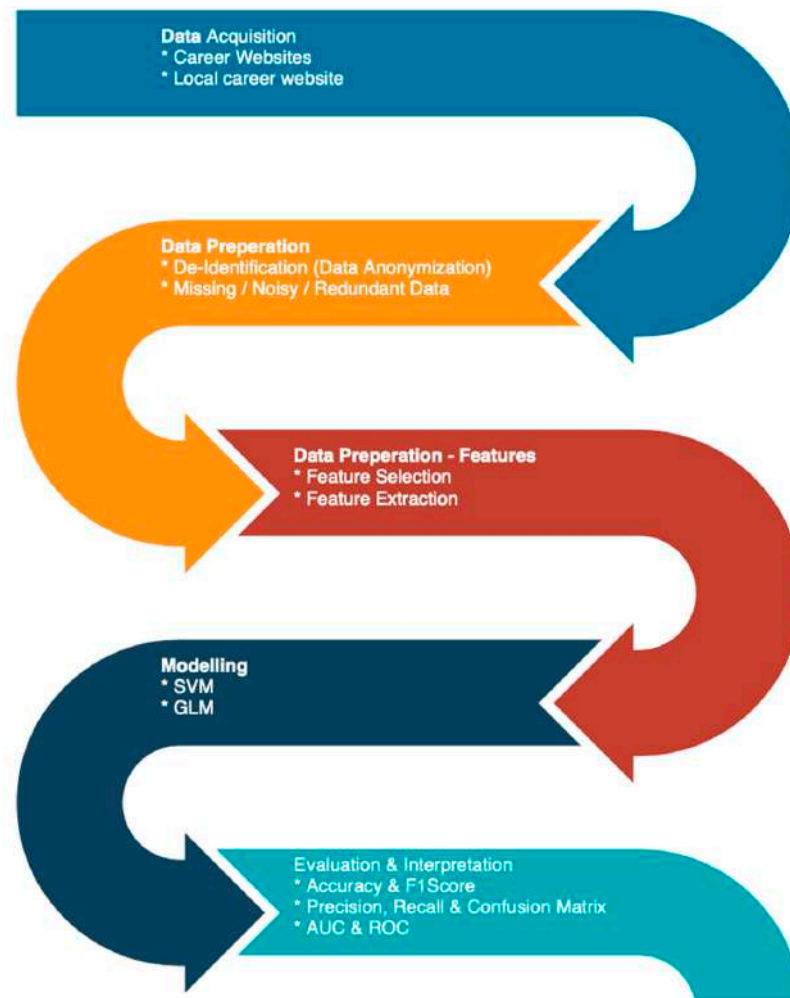 Data Acquisition
* Career Websites
* Local career website
Data Preperation
* De-Identification (Data Anonymization)
* Missing / Noisy / Redundant Data
Data Preparation - Features
* Feature Selection
* Feature Extraction
Modelling
* SVM
* GLM
Evaluation & Interpretation
* Accuracy & F1Score
* Precision, Recall & Confusion Matrix
* AUC & ROC